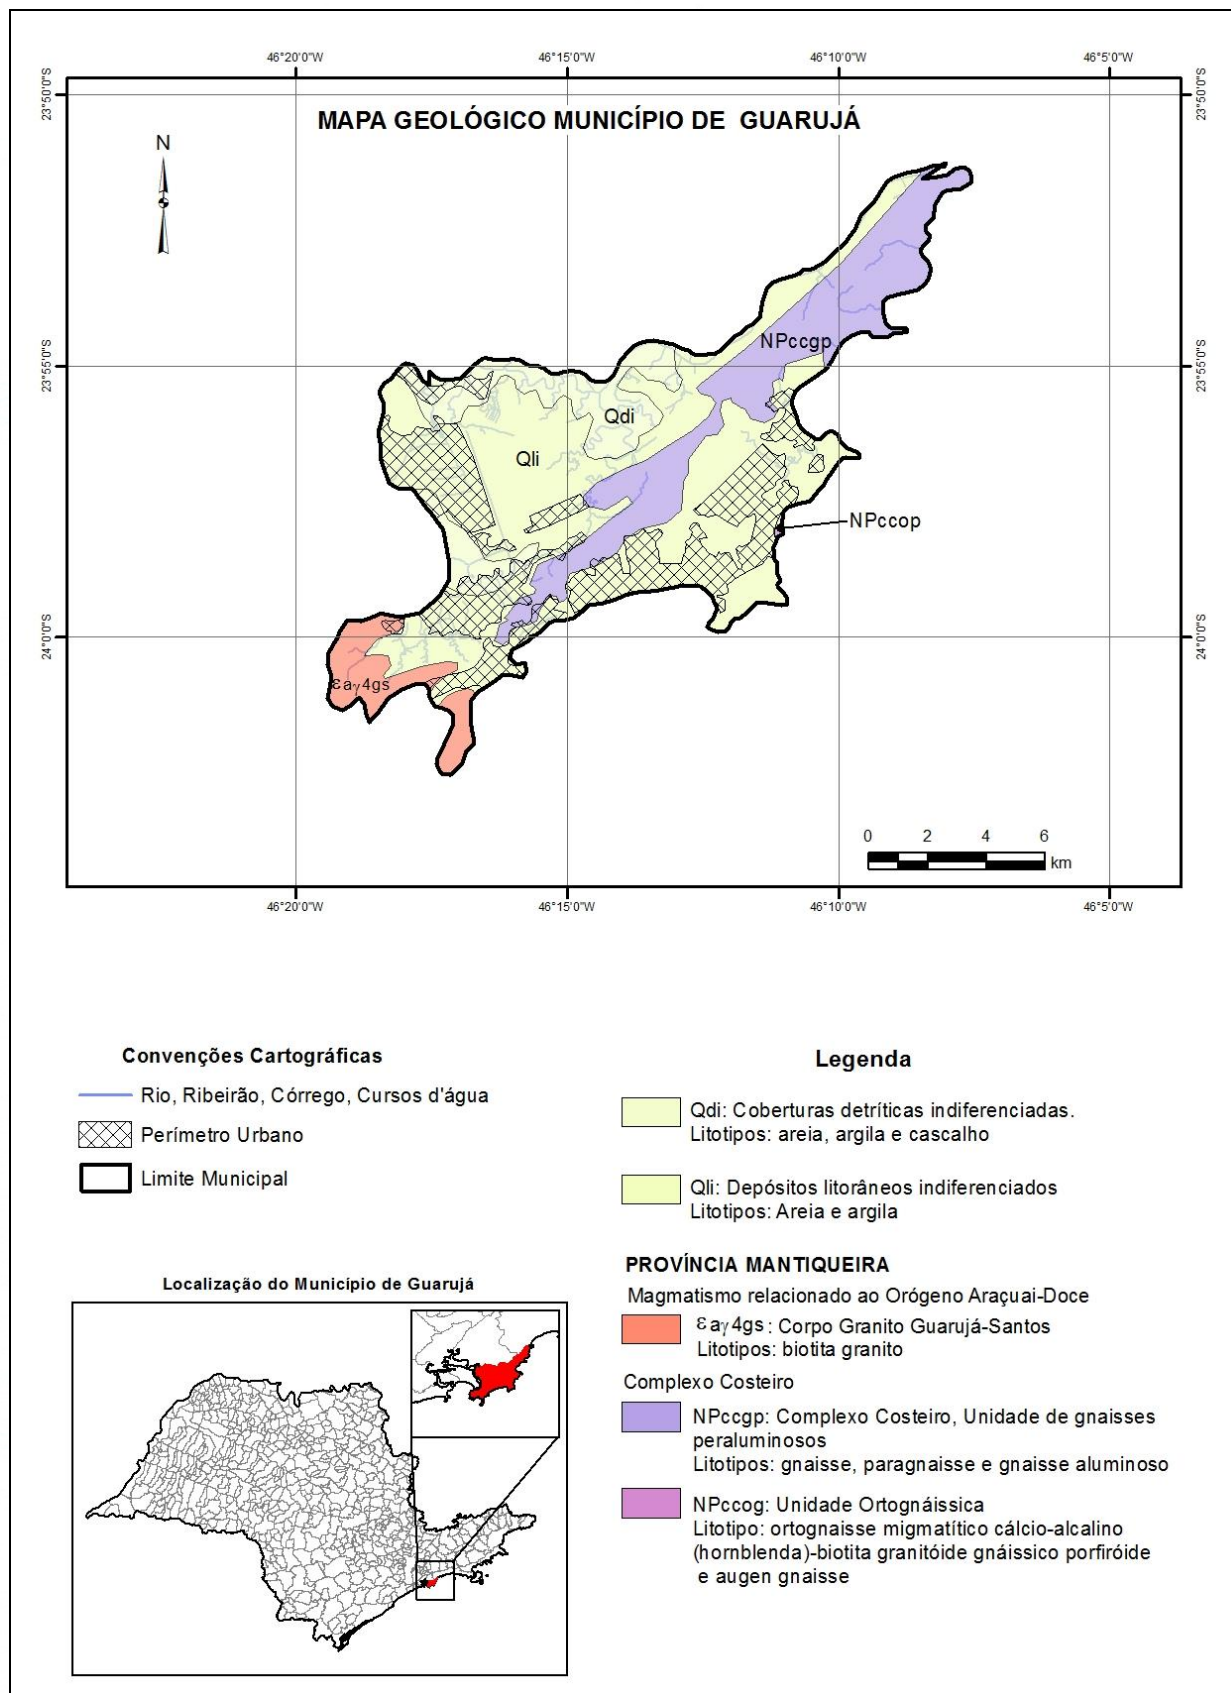 46°20'0"W 46°15'0"W 46°10'0"W 46°5'0"W
23°50'0"S 23°50'0"S
MAPA GEOLÓGICO MUNICÍPIO DE GUARUJÁ
N
NPccgp
23°55'0"S 23°55'0"S
Qdi
Qli
NPccop
24°0'0"S 24°0'0"S
εaγ4gs
0 2 4 6
km
46°20'0"W 46°15'0"W 46°10'0"W 46°5'0"W
Convenções Cartográficas
Rio, Ribeirão, Córrego, Cursos d'água
Perímetro Urbano
Limite Municipal
Localização do Município de Guarujá
Legenda
Qdi: Coberturas detríticas indiferenciadas.
Litotipos: areia, argila e cascalho
Qli: Depósitos litorâneos indiferenciados
Litotipos: Areia e argila
PROVÍNCIA MANTIQUEIRA
Magmatismo relacionado ao Orógeno Araçuai-Doce
εaγ4gs: Corpo Granito Guarujá-Santos
Litotipos: biotita granito
Complexo Costeiro
NPccgp: Complexo Costeiro, Unidade de gnaisses
peraluminosos
Litotipos: gnaisse, paragnaisse e gnaisse aluminoso
NPccog: Unidade Ortognáissica
Litotipo: ortognaisse migmatítico cálcio-alcalino
(hornblenda)-biotita granitóide gnáissico porfiróide
e augen gnaisse